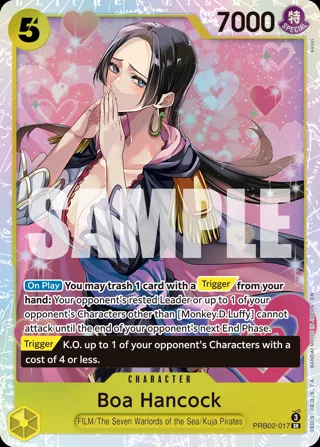 5
7000
特
SPECIAL
SAMPLE
On Play You may trash 1 card with a Trigger from
your hand: Your opponent's rested Leader or up to 1 of your
opponent's Characters other than [Monkey.D.Luffy] cannot
attack until the end of your opponent's next End Phase.
Trigger K.O. up to 1 of your opponent's Characters with a
cost of 4 or less.
CHARACTER
Boa Hancock
FILM/The Seven Warlords of the Sea/Kuja Pirates
PRB02-017
3